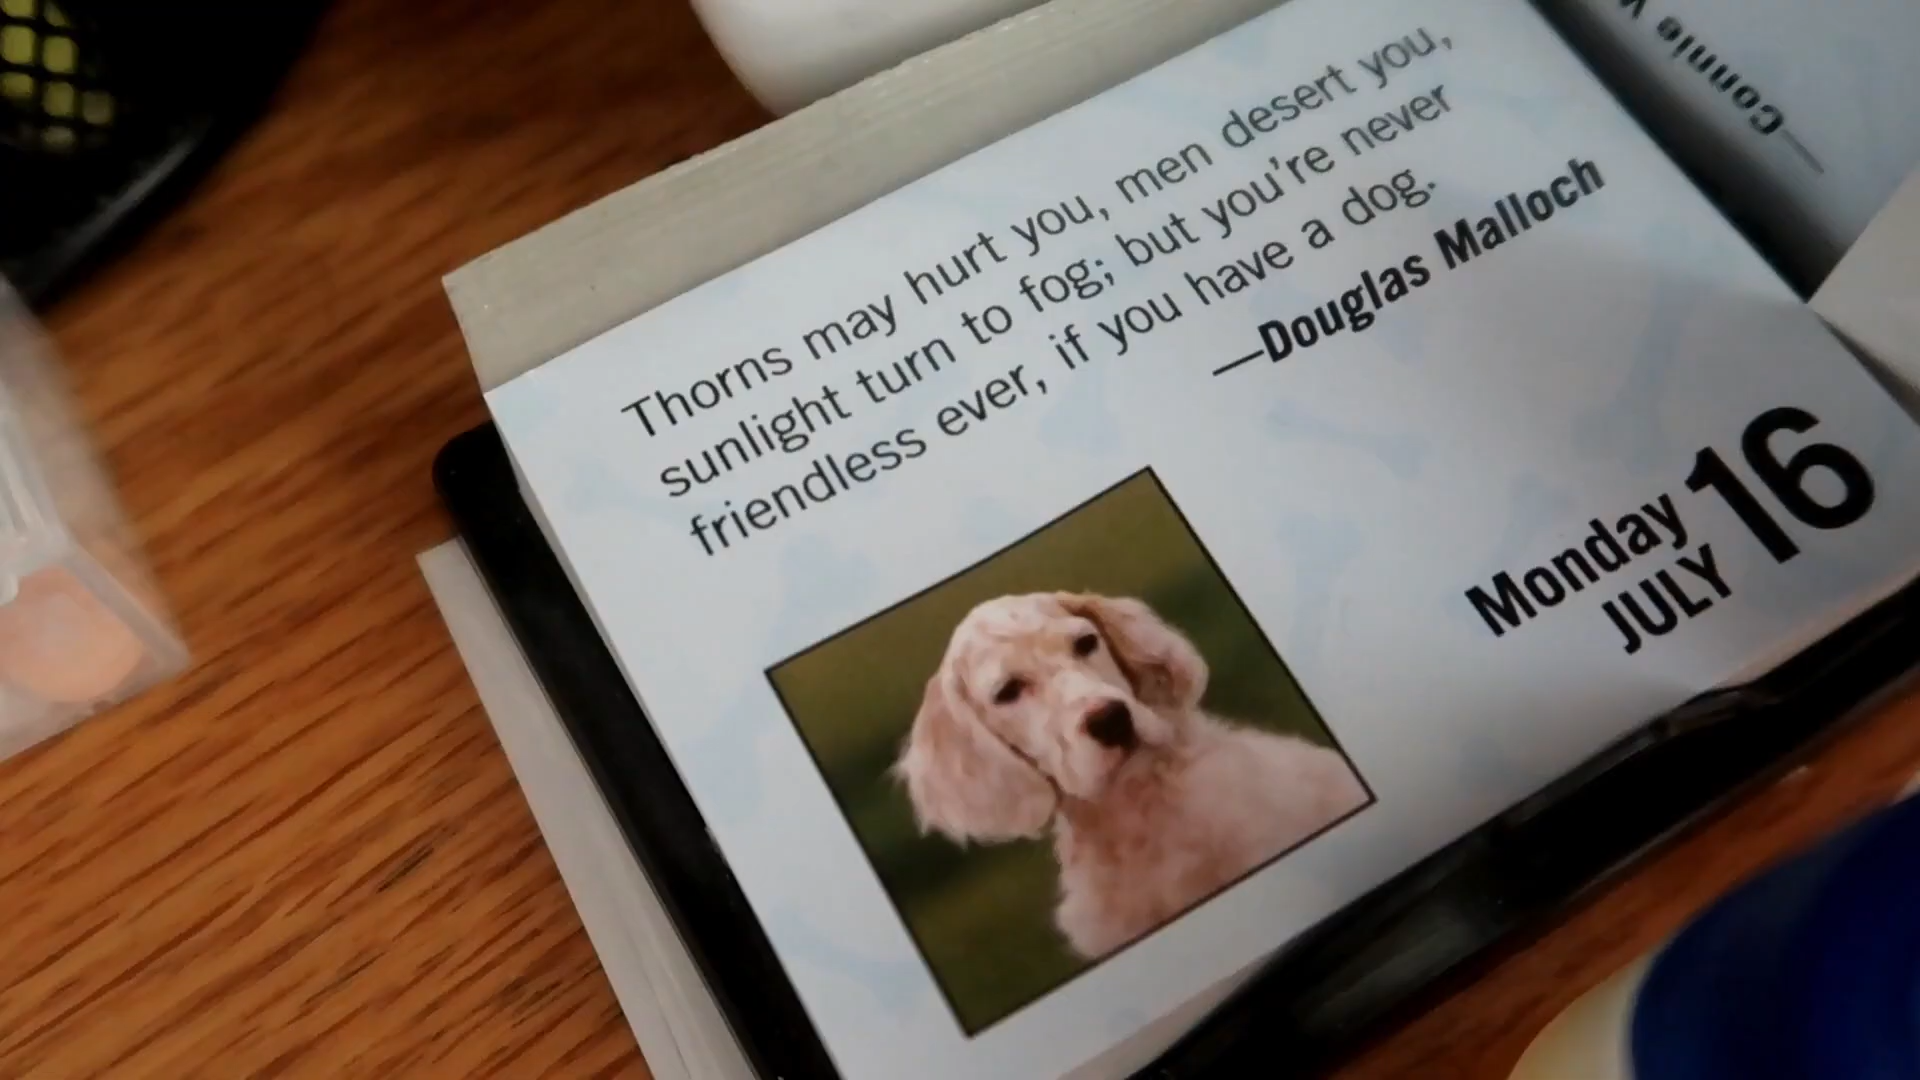 Thorns may hurt you, men desert you,
sunlight turn to fog; but you're never
friendless ever, if you have a dog.
—Douglas Malloch
Monday 16
JULY
—Connie